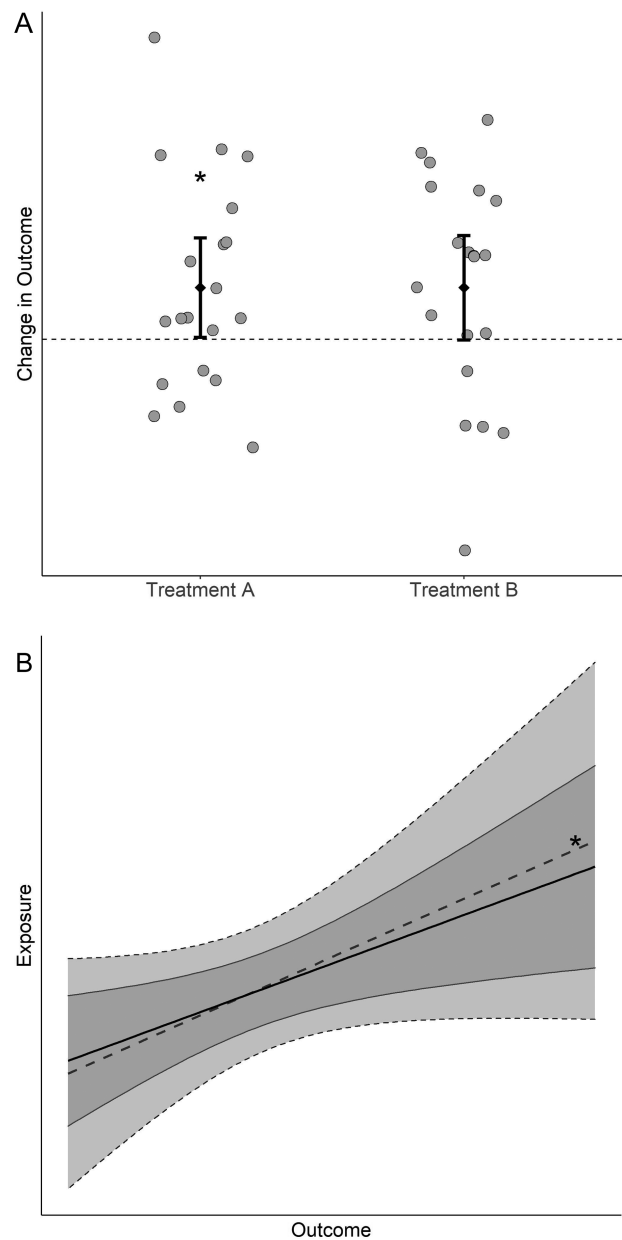 A
*
Change in Outcome
Treatment A
Treatment B
B
*
Exposure
Outcome